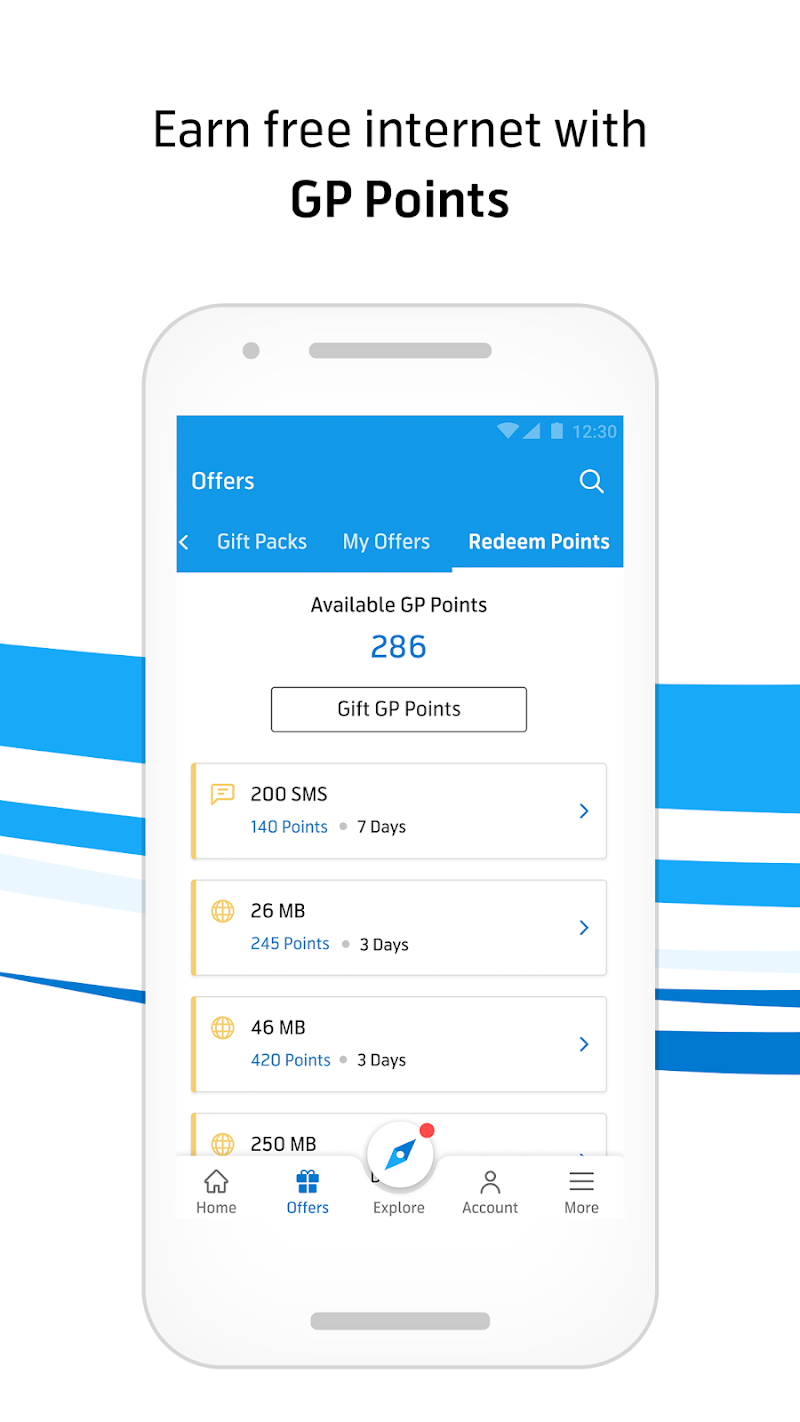 Earn free internet with
GP Points
12:30
Offers
Gift Packs My Offers Redeem Points
Available GP Points
286
Gift GP Points
200 SMS
140 Points • 7 Days
26 MB
245 Points • 3 Days
46 MB
420 Points • 3 Days
250 MB
Home Offers Explore Account More